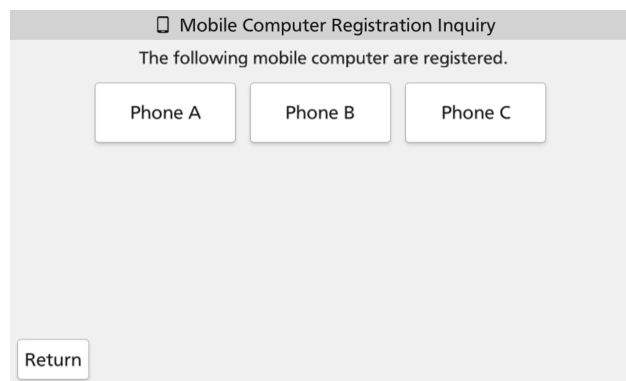 Mobile Computer Registration Inquiry
The following mobile computer are registered.
Phone A Phone B Phone C
Return